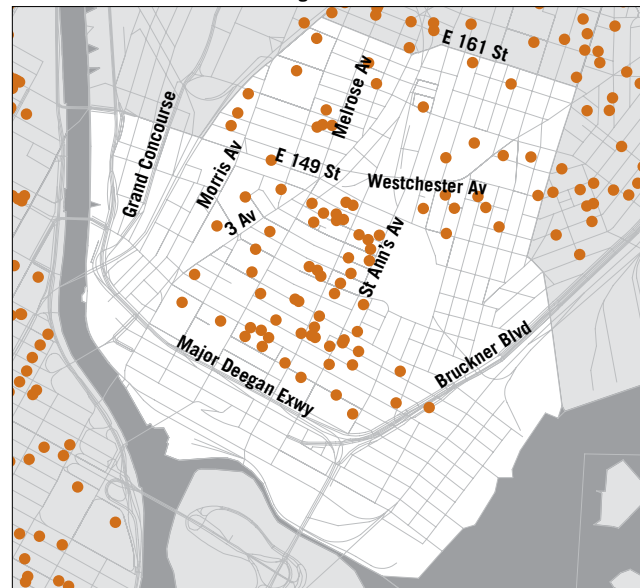 E 161 St
Melrose Av
Grand Concourse
Morris Av
E 149 St
Westchester Av
3 Av
St Ann's Av
Major Deegan Exwy
Bruckner Blvd